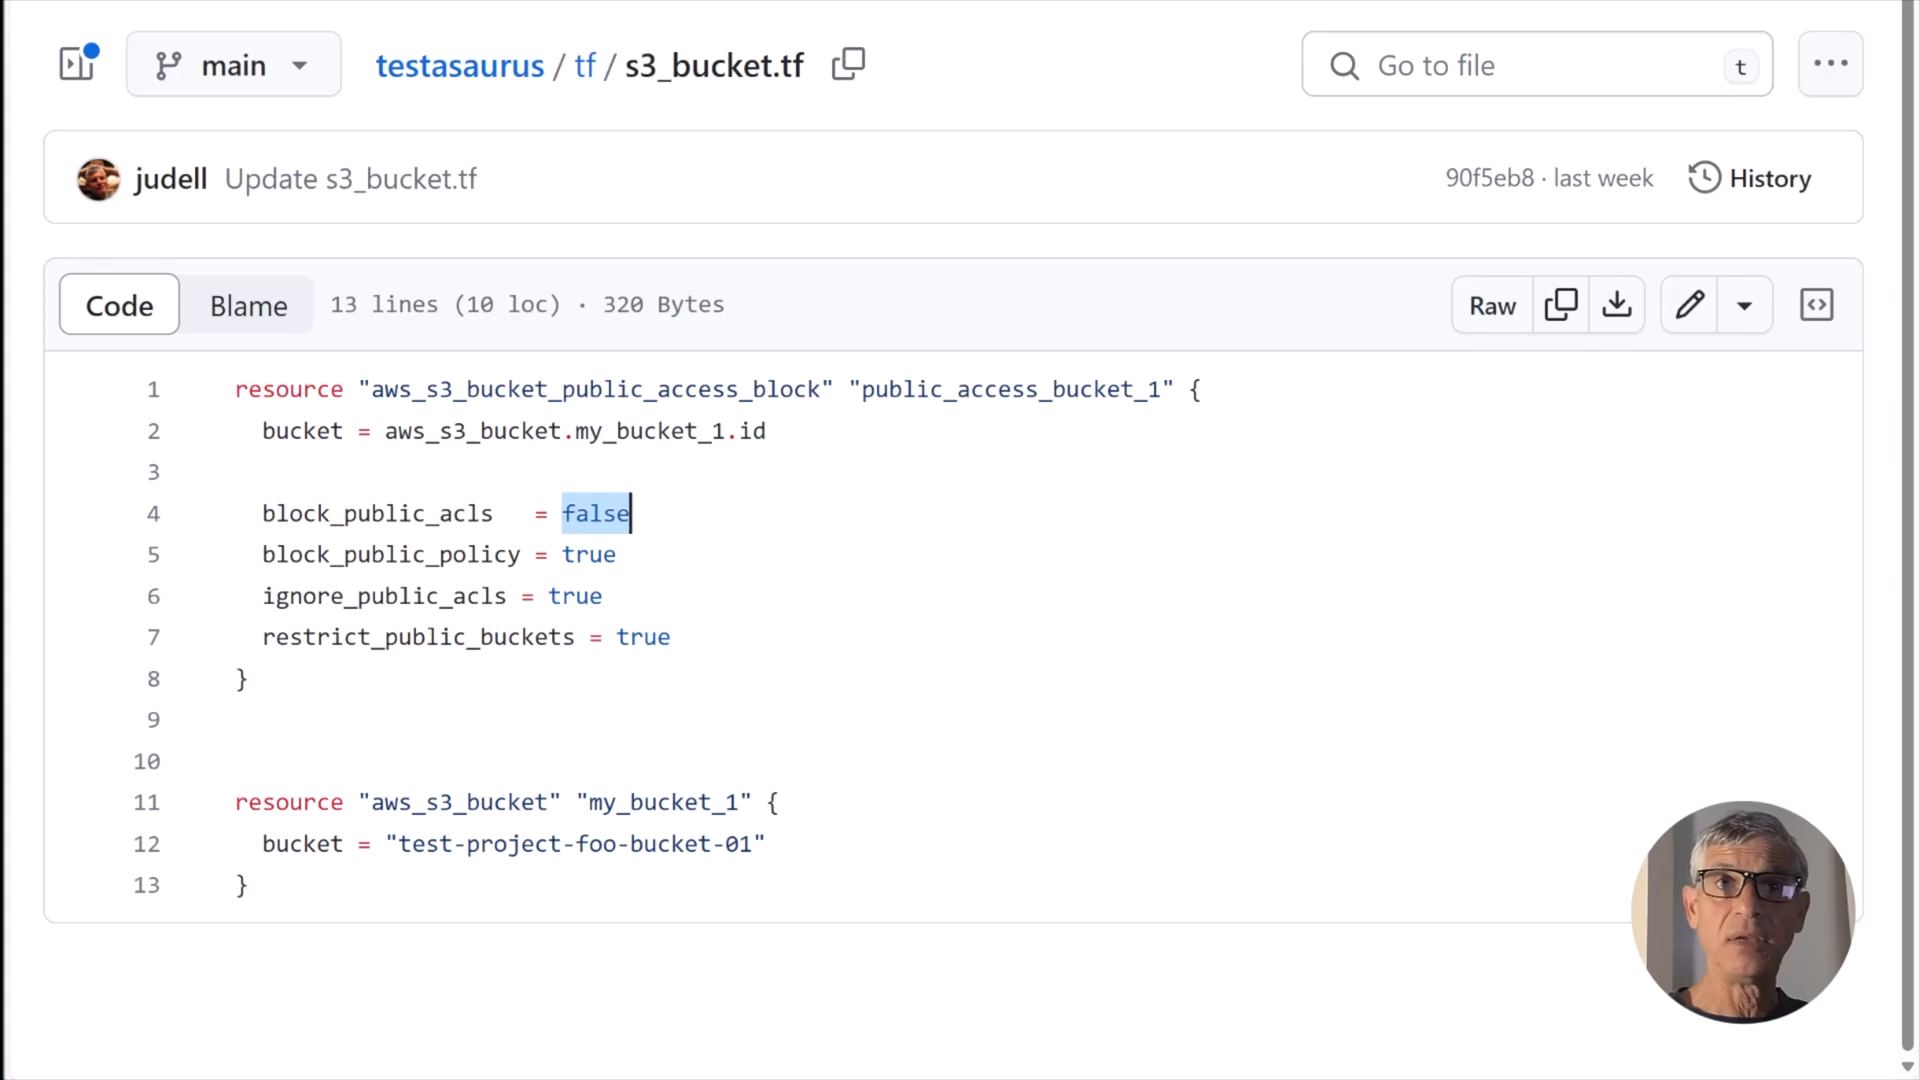 main
testasaurus / tf / s3_bucket.tf
Go to file
t
judell Update s3_bucket.tf
90f5eb8 · last week
History
Code
Blame
13 lines (10 loc) · 320 Bytes
Raw
1 resource "aws_s3_bucket_public_access_block" "public_access_bucket_1" {
2 bucket = aws_s3_bucket.my_bucket_1.id
3
4 block_public_acls   = false
5 block_public_policy = true
6 ignore_public_acls = true
7 restrict_public_buckets = true
8 }
9
10
11 resource "aws_s3_bucket" "my_bucket_1" {
12 bucket = "test-project-foo-bucket-01"
13 }